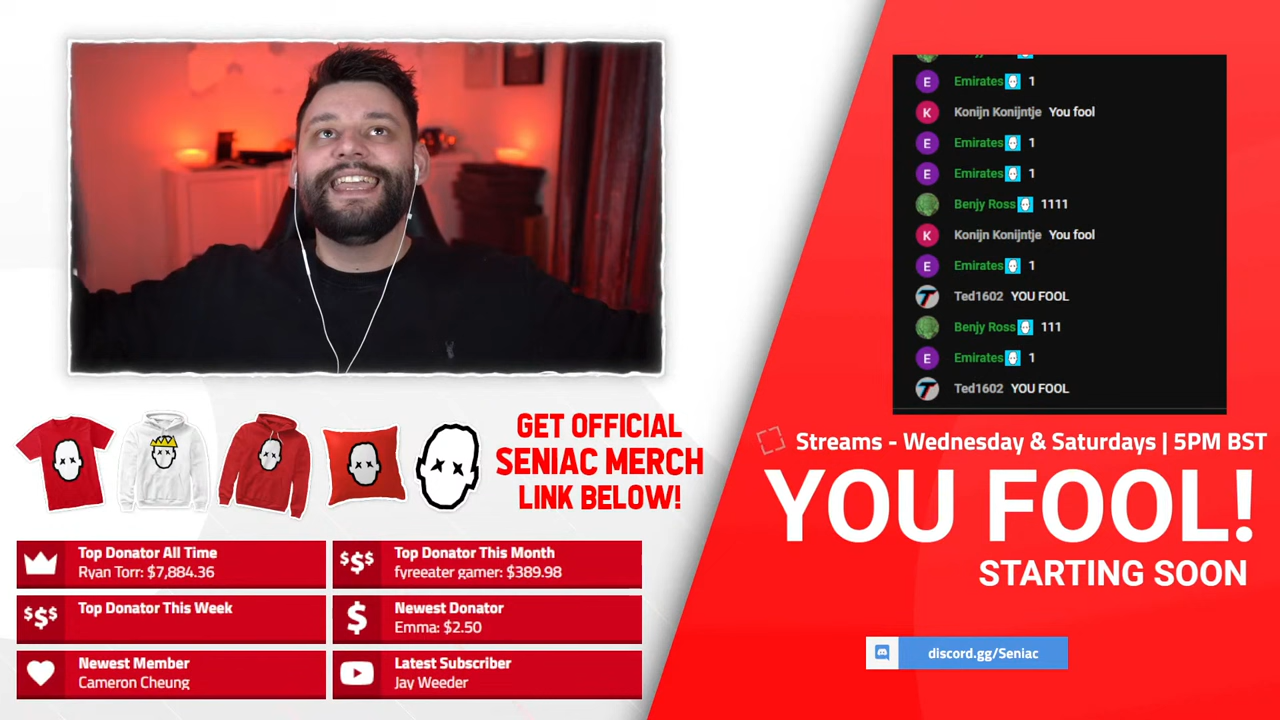 Emirates 1
Konijn Konijntje You fool
Emirates 1
Emirates 1
Benjy Ross 1111
Konijn Konijntje You fool
Emirates 1
Ted1602 YOU FOOL
Benjy Ross 111
Emirates 1
Ted1602 YOU FOOL
GET OFFICIAL
SENIAC MERCH
LINK BELOW!
Streams - Wednesday & Saturdays | 5PM BST
YOU FOOL!
STARTING SOON
discord.gg/Seniac
Top Donator All Time
Ryan Torr: $7,884.36
Top Donator This Month
fyreeater gamer: $389.98
Top Donator This Week
Newest Donator
Emma: $2.50
Newest Member
Cameron Cheung
Latest Subscriber
Jay Weeder